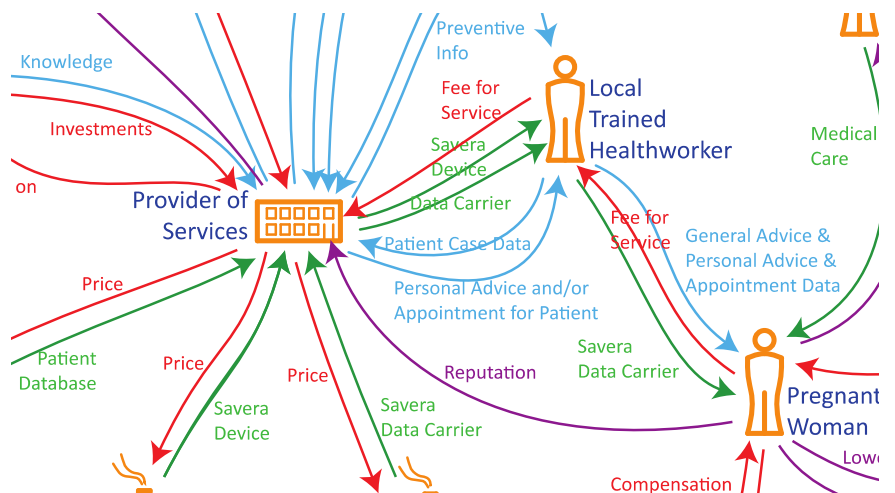 Preventive
Info
Knowledge
Fee for
Service
Local
Trained
Healthworker
Investments
Medical
Care
Savera
Device
on
Provider of
Services
Data Carrier
Fee for
Service
Patient Case Data
General Advice &
Personal Advice &
Appointment Data
Price
Personal Advice and/or
Appointment for Patient
Patient
Database
Price
Price
Reputation
Savera
Data Carrier
Savera
Device
Savera
Data Carrier
Pregnant
Woman
Lowe
Compensation